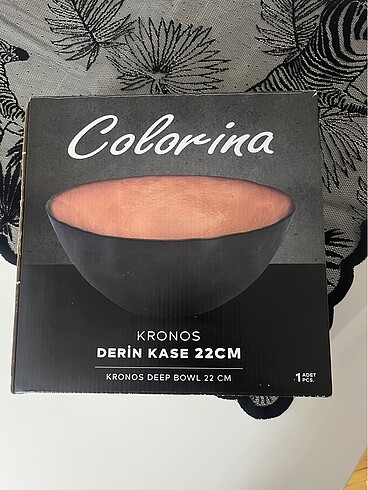 Colorina
KRONOS
DERİN KASE 22CM
KRONOS DEEP BOWL 22 CM
1 ADET
PCS.